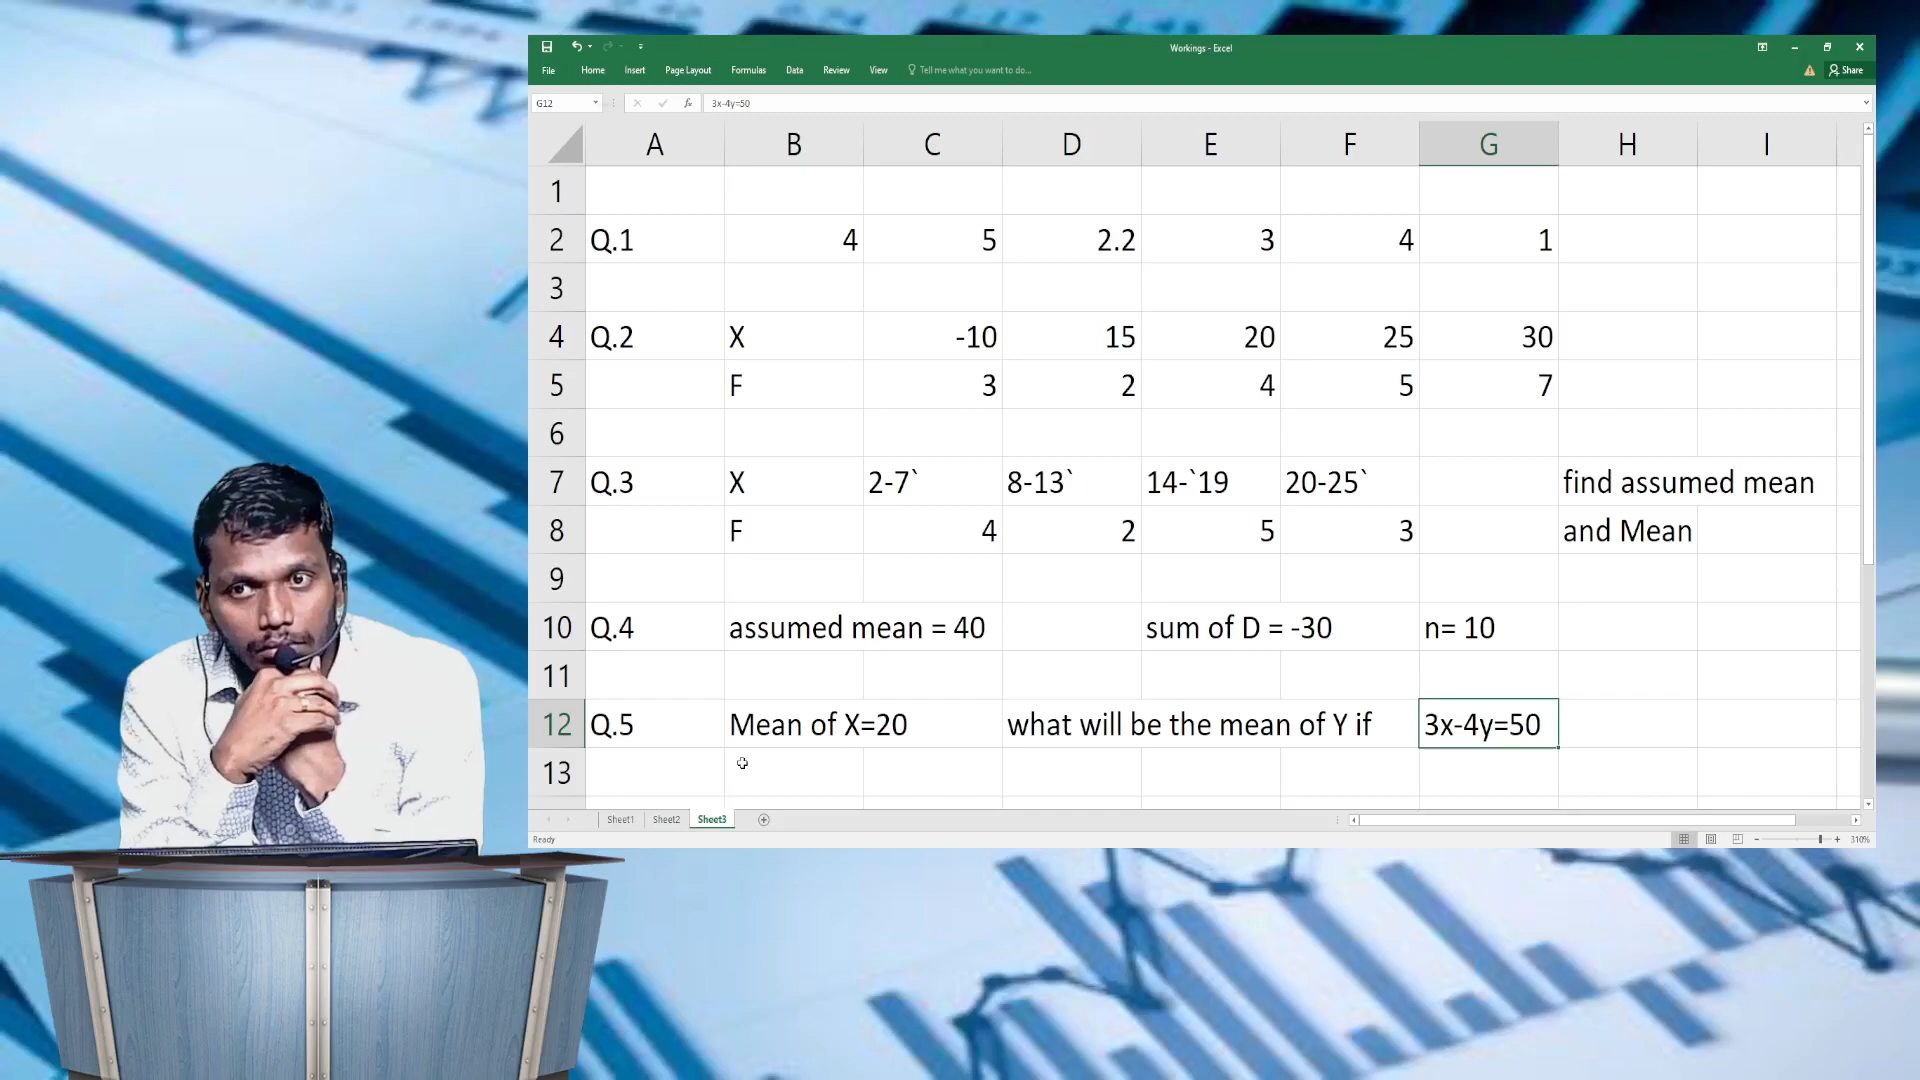 Workings - Excel
File Home Insert Page Layout Formulas Data Review View Tell me what you want to do... Share
G12 fx 3x-4y=50
A B C D E F G H I
1
2 Q.1 4 5 2.2 3 4 1
3
4 Q.2 X -10 15 20 25 30
5 F 3 2 4 5 7
6
7 Q.3 X 2-7` 8-13` 14-`19 20-25` find assumed mean
8 F 4 2 5 3 and Mean
9
10 Q.4 assumed mean = 40 sum of D = -30 n= 10
11
12 Q.5 Mean of X=20 what will be the mean of Y if 3x-4y=50
13
Sheet1 Sheet2 Sheet3
Ready 310%